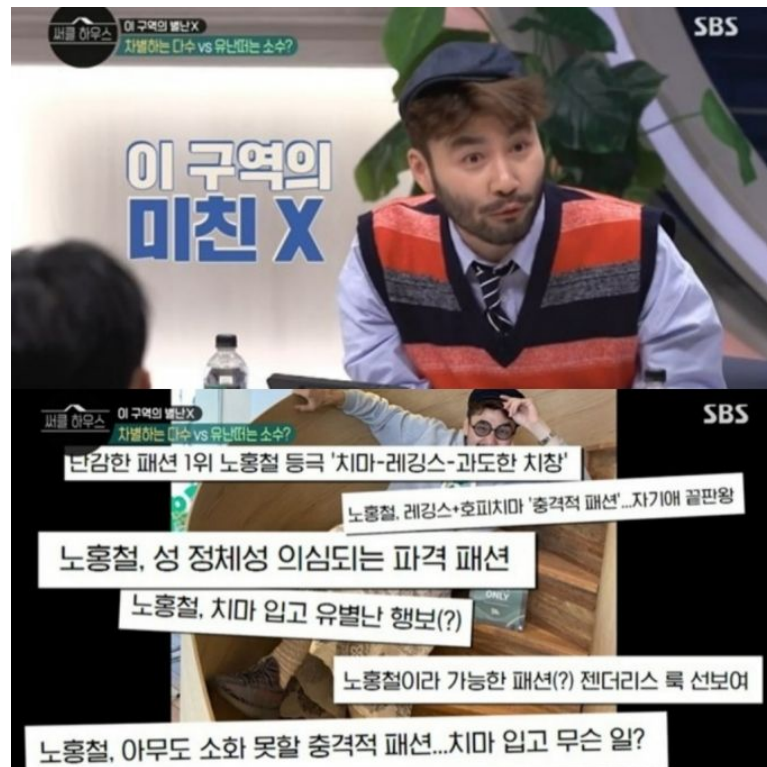 써클 하우스
이 구역의 별난X
차별하는 다수 vs 유난떠는 소수?
SBS
이 구역의
미친 X
써클 하우스
이 구역의 별난X
차별하는 다수 vs 유난떠는 소수?
SBS
난감한 패션 1위 노홍철 등극 '치마-레깅스-과도한 치창'
노홍철, 레깅스+호피치마 '충격적 패션'...자기애 끝판왕
노홍철, 성 정체성 의심되는 파격 패션
ONLY
노홍철, 치마 입고 유별난 행보(?)
노홍철이라 가능한 패션(?) 젠더리스 룩 선보여
노홍철, 아무도 소화 못할 충격적 패션...치마 입고 무슨 일?